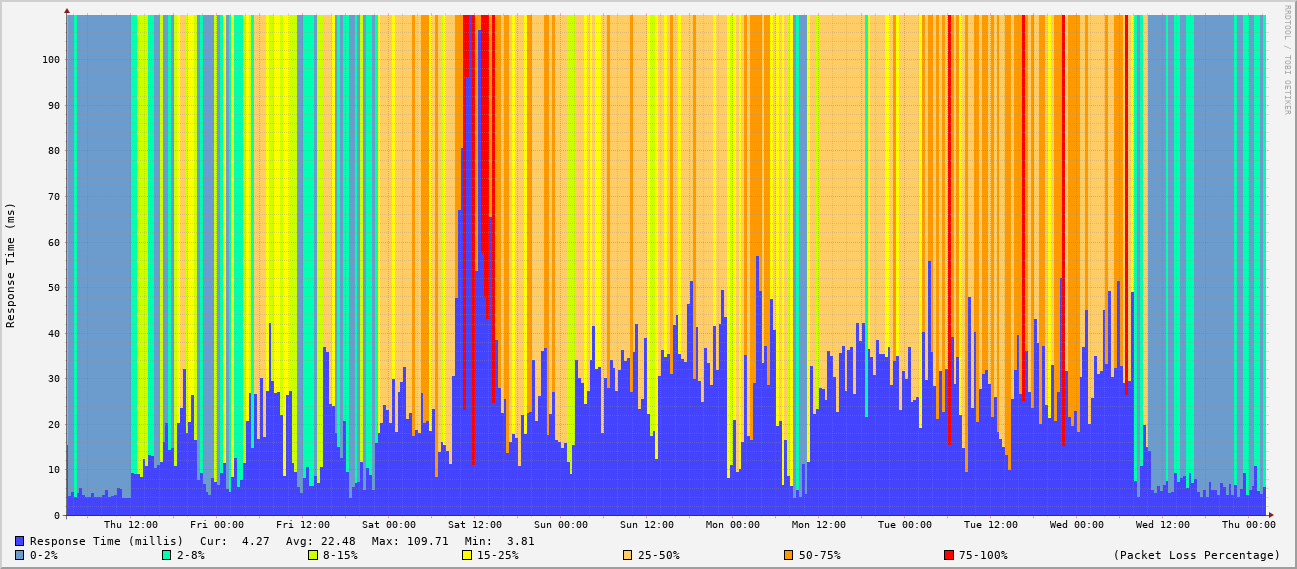 RRDTOOL / TOBI OETIKER
Response Time (ms)
100
90
80
70
60
50
40
30
20
10
0
Thu 12:00 Fri 00:00 Fri 12:00 Sat 00:00 Sat 12:00 Sun 00:00 Sun 12:00 Mon 00:00 Mon 12:00 Tue 00:00 Tue 12:00 Wed 00:00 Wed 12:00 Thu 00:00
Response Time (millis) Cur: 4.27 Avg: 22.48 Max: 109.71 Min: 3.81
0-2% 2-8% 8-15% 15-25% 25-50% 50-75% 75-100% (Packet Loss Percentage)